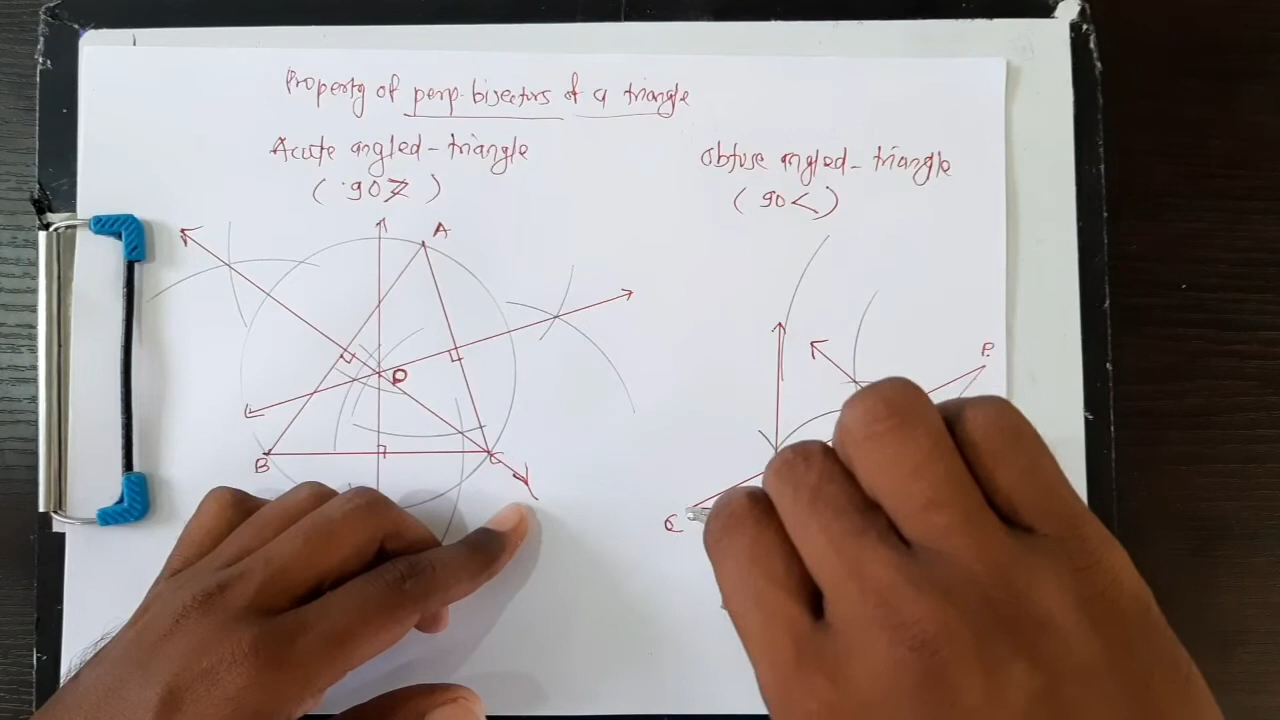 Property of perp. bisectors of a triangle
Acute angled-triangle
(90>)
Obtuse angled-triangle
(90<)
A
P
B
C